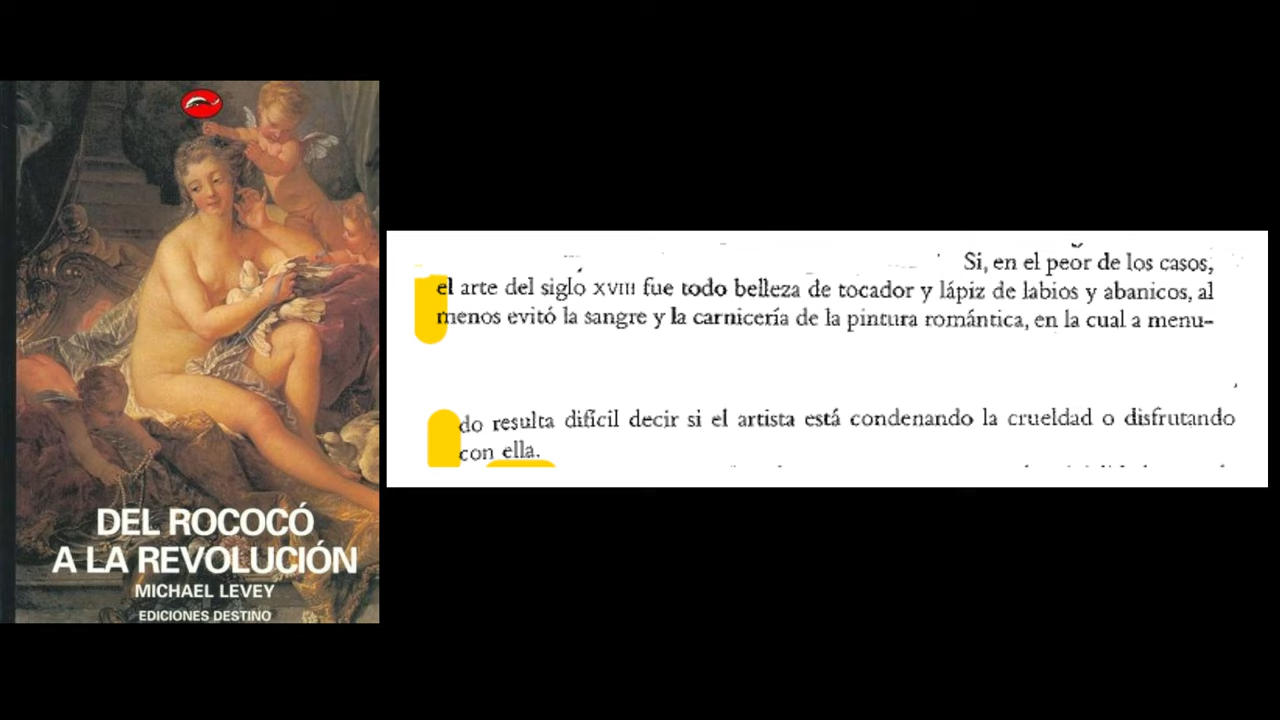 DEL ROCOCÓ
A LA REVOLUCIÓN
MICHAEL LEVEY
EDICIONES DESTINO
Si, en el peor de los casos,
el arte del siglo XVIII fue todo belleza de tocador y lápiz de labios y abanicos, al
menos evitó la sangre y la carnicería de la pintura romántica, en la cual a menu-
do resulta difícil decir si el artista está condenando la crueldad o disfrutando
con ella.